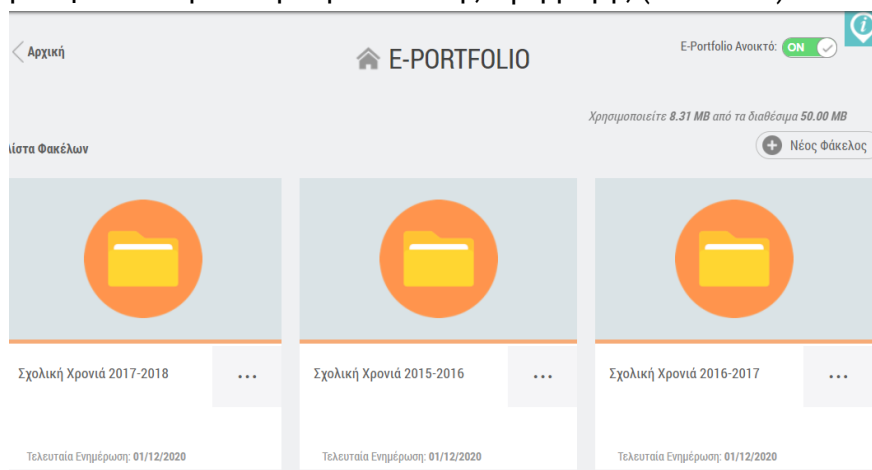 Αρχική
E-PORTFOLIO
E-Portfolio Ανοικτό: ON
Χρησιμοποιείτε 8.31 MB από τα διαθέσιμα 50.00 MB
Λίστα Φακέλων
Νέος Φάκελος
Σχολική Χρονιά 2017-2018 ...
Σχολική Χρονιά 2015-2016 ...
Σχολική Χρονιά 2016-2017 ...
Τελευταία Ενημέρωση: 01/12/2020
Τελευταία Ενημέρωση: 01/12/2020
Τελευταία Ενημέρωση: 01/12/2020